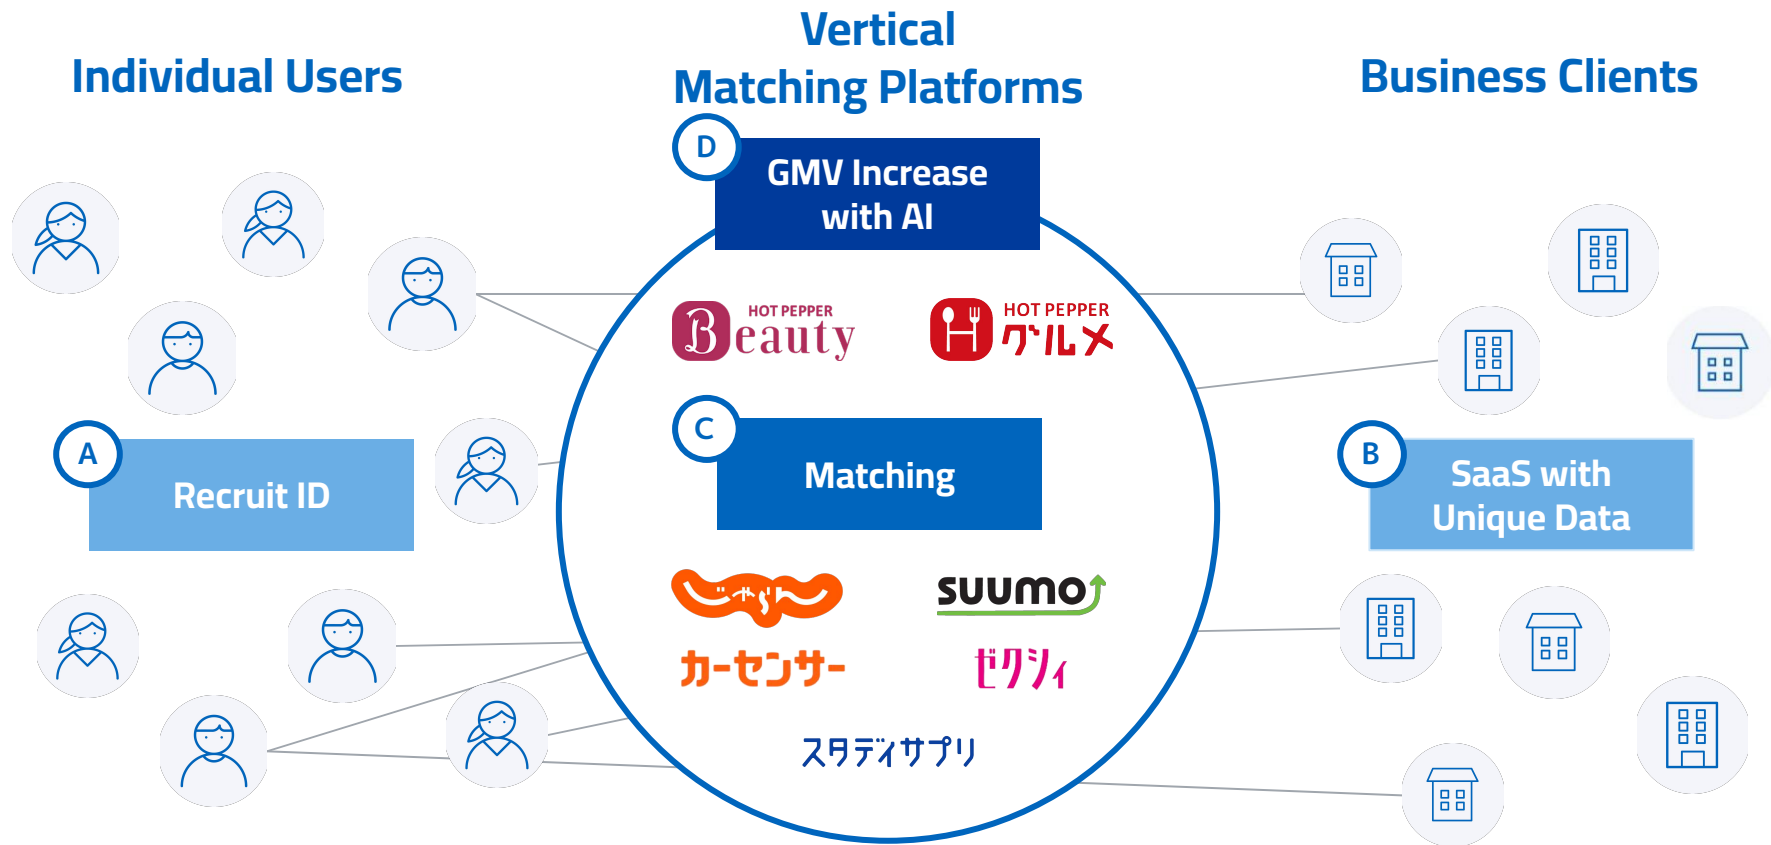 Individual Users
Vertical
Matching Platforms
Business Clients
D
GMV Increase
with AI
HOT PEPPER
Beauty
HOT PEPPER
グルメ
A
Recruit ID
C
Matching
B
SaaS with
Unique Data
じゃらん
SUUMO
カーセンサー
ゼクシィ
スタディサプリ